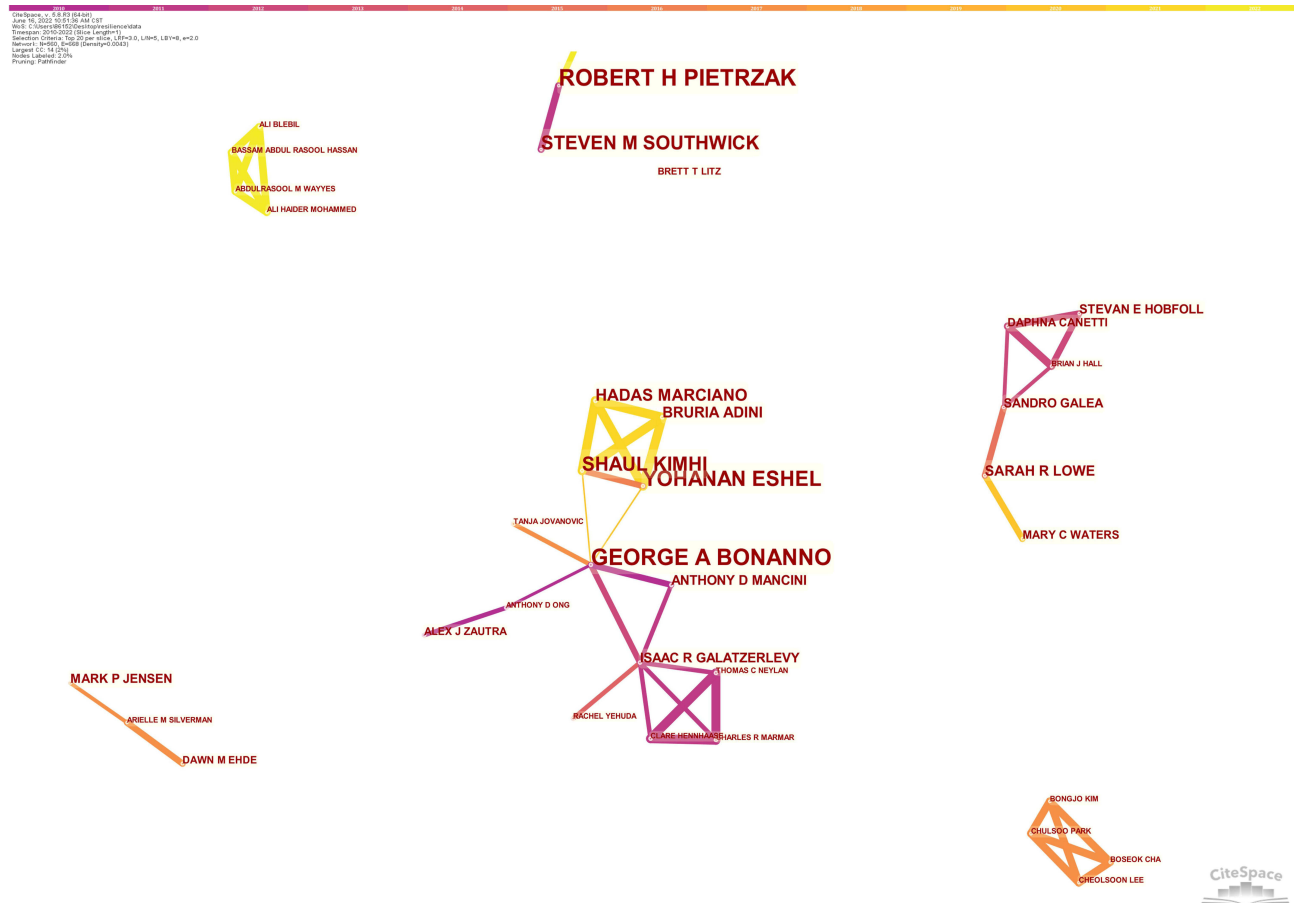 2010 2011 2012 2013 2014 2015 2016 2017 2018 2019 2020 2021 2022
CiteSpace, v. 5.8.R3 (64-bit)
June 16, 2022 10:51:36 AM CST
WoS: C:\Users\86152\Desktop\resilience\data
Timespan: 2010-2022 (Slice Length=1)
Selection Criteria: Top 20 per slice, LRF=3.0, L/N=5, LBY=8, e=2.0
Network: N=560, E=668 (Density=0.0043)
Largest CC: 14 (2%)
Nodes Labeled: 2.0%
Pruning: Pathfinder
ROBERT H PIETRZAK
ALI BLEBIL
STEVEN M SOUTHWICK
BASSAM ABDUL RASOOL HASSAN
BRETT T LITZ
ABDULRASOOL M WAYYES
ALI HAIDER MOHAMMED
STEVAN E HOBFOLL
DAPHNA CANETTI
BRIAN J HALL
HADAS MARCIANO
SANDRO GALEA
BRURIA ADINI
SHAUL KIMHI
SARAH R LOWE
YOHANAN ESHEL
TANJA JOVANOVIC
MARY C WATERS
GEORGE A BONANNO
ANTHONY D MANCINI
ANTHONY D ONG
ALEX J ZAUTRA
ISAAC R GALATZERLEVY
THOMAS C NEYLAN
MARK P JENSEN
RACHEL YEHUDA
ARIELLE M SILVERMAN
CLARE HENNHAASE
CHARLES R MARMAR
DAWN M EHDE
BONGJO KIM
CHULSOO PARK
BOSEOK CHA
CHEOLSOON LEE
CiteSpace